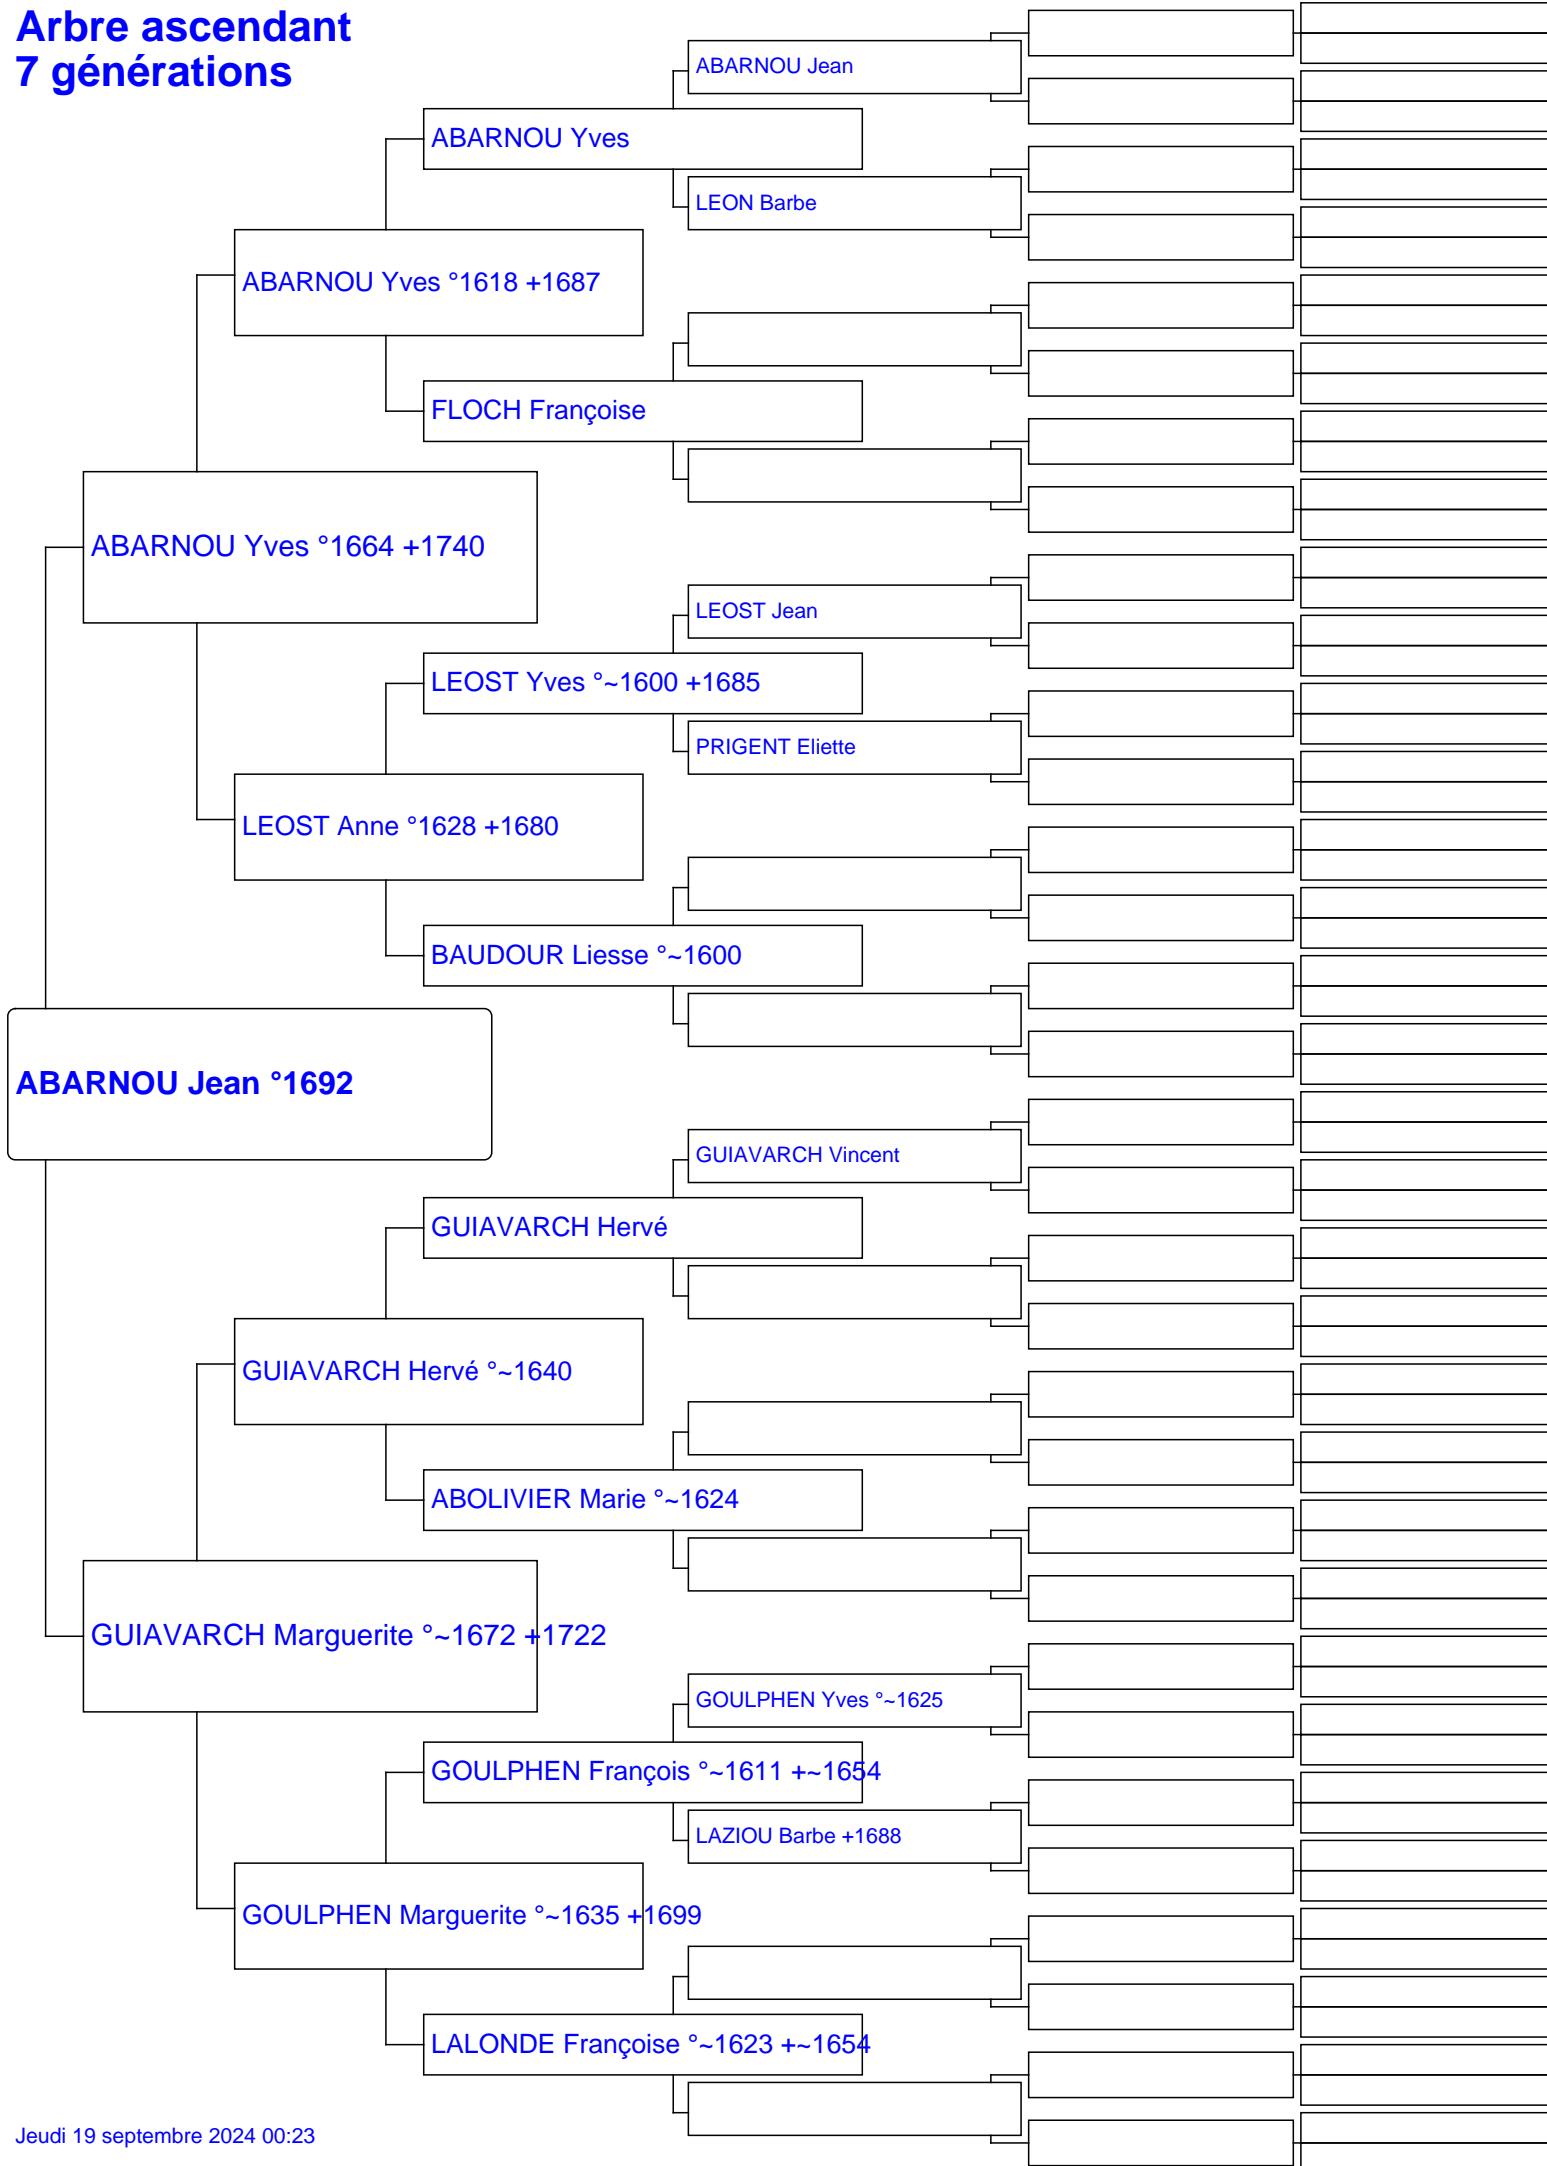 Arbre ascendant
7 générations
ABARNOU Jean
ABARNOU Yves
LEON Barbe
ABARNOU Yves °1618 +1687
FLOCH Françoise
ABARNOU Yves °1664 +1740
LEOST Jean
LEOST Yves °~1600 +1685
PRIGENT Eliette
LEOST Anne °1628 +1680
BAUDOUR Liesse °~1600
ABARNOU Jean °1692
GUIAVARCH Vincent
GUIAVARCH Hervé
GUIAVARCH Hervé °~1640
ABOLIVIER Marie °~1624
GUIAVARCH Marguerite °~1672 +1722
GOULPHEN Yves °~1625
GOULPHEN François °~1611 +~1654
LAZIOU Barbe +1688
GOULPHEN Marguerite °~1635 +1699
LALONDE Françoise °~1623 +~1654
Jeudi 19 septembre 2024 00:23